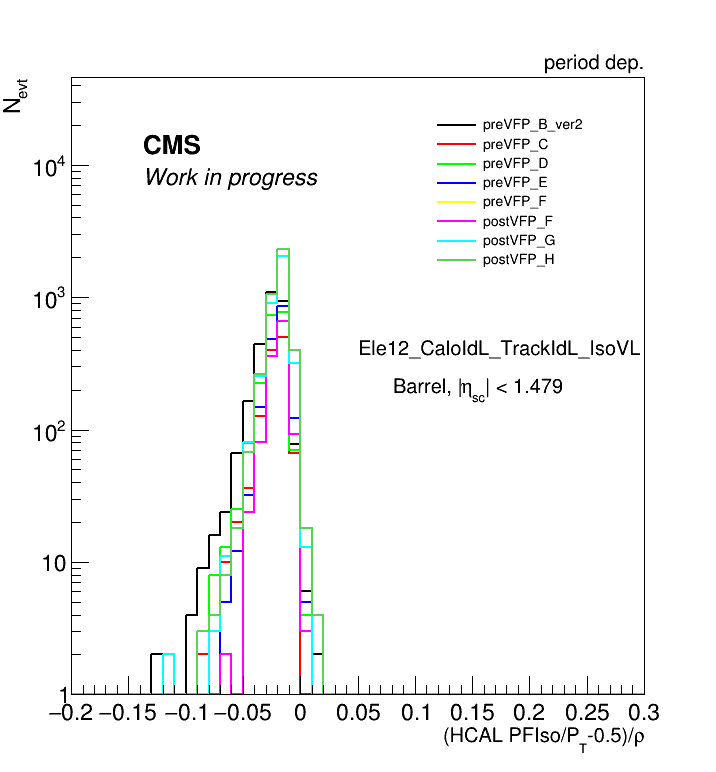 period dep.
N_evt
CMS
Work in progress
preVFP_B_ver2
preVFP_C
preVFP_D
preVFP_E
preVFP_F
postVFP_F
postVFP_G
postVFP_H
Ele12_CaloIdL_TrackIdL_IsoVL
Barrel, |η_sc| < 1.479
10^4
10^3
10^2
10
1
−0.2 −0.15 −0.1 −0.05 0 0.05 0.1 0.15 0.2 0.25 0.3
(HCAL PFIso/P_T-0.5)/ρ